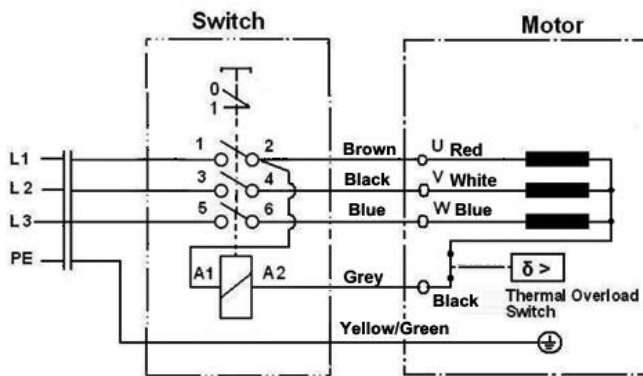 Switch
Motor
0
1
L1
1
2
Brown
U Red
L2
3
4
Black
V White
L3
5
6
Blue
W Blue
PE
A1
A2
Grey
Black
δ >
Thermal Overload
Switch
Yellow/Green